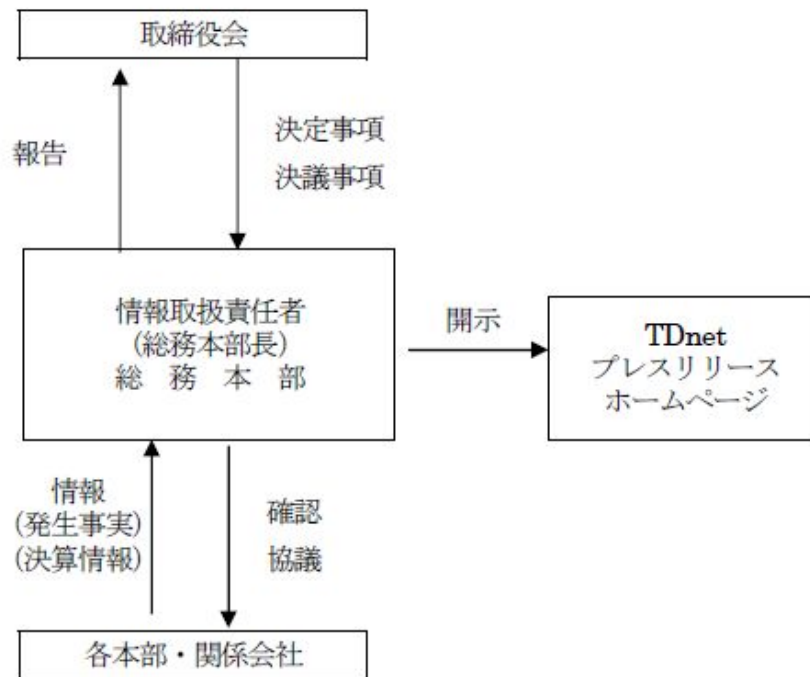 取締役会
報告
決定事項
決議事項
情報取扱責任者
(総務本部長)
総　務　本　部
開示
TDnet
プレスリリース
ホームページ
情報
(発生事実)
(決算情報)
確認
協議
各本部・関係会社